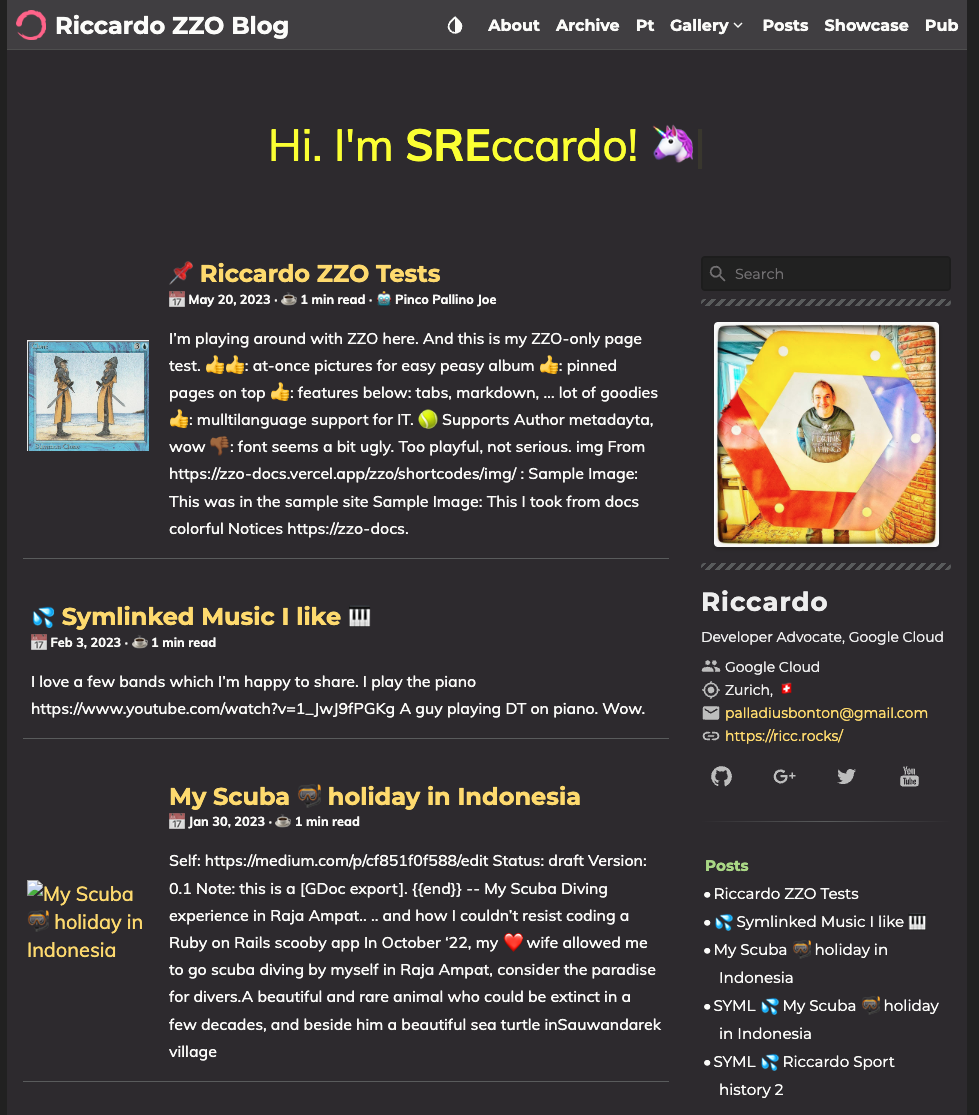 Riccardo ZZO Blog
About Archive Pt Gallery Posts Showcase Pub
Hi. I'm SREccardo! 🦄
📌 Riccardo ZZO Tests
📅 May 20, 2023 · ☕ 1 min read · 🤖 Pinco Pallino Joe
I'm playing around with ZZO here. And this is my ZZO-only page
test. 👍👍: at-once pictures for easy peasy album 👍: pinned
pages on top 👍: features below: tabs, markdown, ... lot of goodies
👍: mulltilanguage support for IT. 🎾 Supports Author metadayta,
wow 👎🏾: font seems a bit ugly. Too playful, not serious. img From
https://zzo-docs.vercel.app/zzo/shortcodes/img/ : Sample Image:
This was in the sample site Sample Image: This I took from docs
colorful Notices https://zzo-docs.
💦 Symlinked Music I like 🎹
📅 Feb 3, 2023 · ☕ 1 min read
I love a few bands which I'm happy to share. I play the piano
https://www.youtube.com/watch?v=1_JwJ9fPGKg A guy playing DT on piano. Wow.
My Scuba 🤿 holiday in Indonesia
📅 Jan 30, 2023 · ☕ 1 min read
My Scuba
🤿 holiday in
Indonesia
Self: https://medium.com/p/cf851f0f588/edit Status: draft Version:
0.1 Note: this is a [GDoc export]. {{end}} -- My Scuba Diving
experience in Raja Ampat.. .. and how I couldn't resist coding a
Ruby on Rails scooby app In October '22, my ❤️ wife allowed me
to go scuba diving by myself in Raja Ampat, consider the paradise
for divers.A beautiful and rare animal who could be extinct in a
few decades, and beside him a beautiful sea turtle inSauwandarek
village
Search
Riccardo
Developer Advocate, Google Cloud
Google Cloud
Zurich, 🇨🇭
palladiusbonton@gmail.com
https://ricc.rocks/
G+
You
Tube
Posts
• Riccardo ZZO Tests
• 💦 Symlinked Music I like 🎹
• My Scuba 🤿 holiday in
Indonesia
• SYML 💦 My Scuba 🤿 holiday
in Indonesia
• SYML 💦 Riccardo Sport
history 2